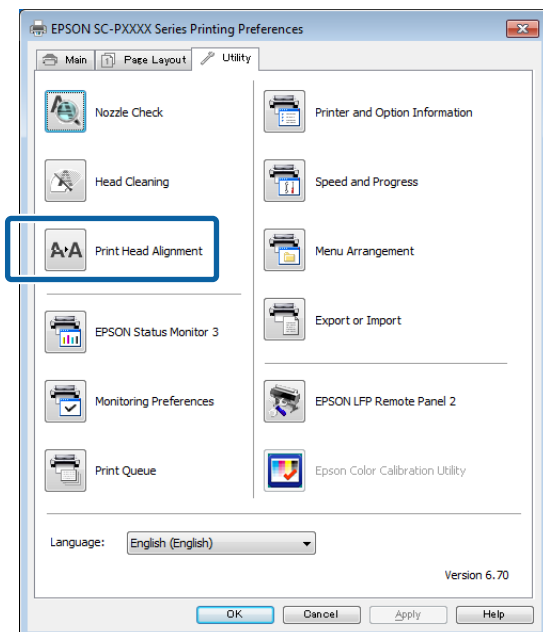 EPSON SC-PXXXX Series Printing Preferences
Main Page Layout Utility
Nozzle Check
Printer and Option Information
Head Cleaning
Speed and Progress
A A Print Head Alignment
Menu Arrangement
EPSON Status Monitor 3
Export or Import
Monitoring Preferences
EPSON LFP Remote Panel 2
Print Queue
Epson Color Calibration Utility
Language: English (English)
Version 6.70
OK Cancel Apply Help